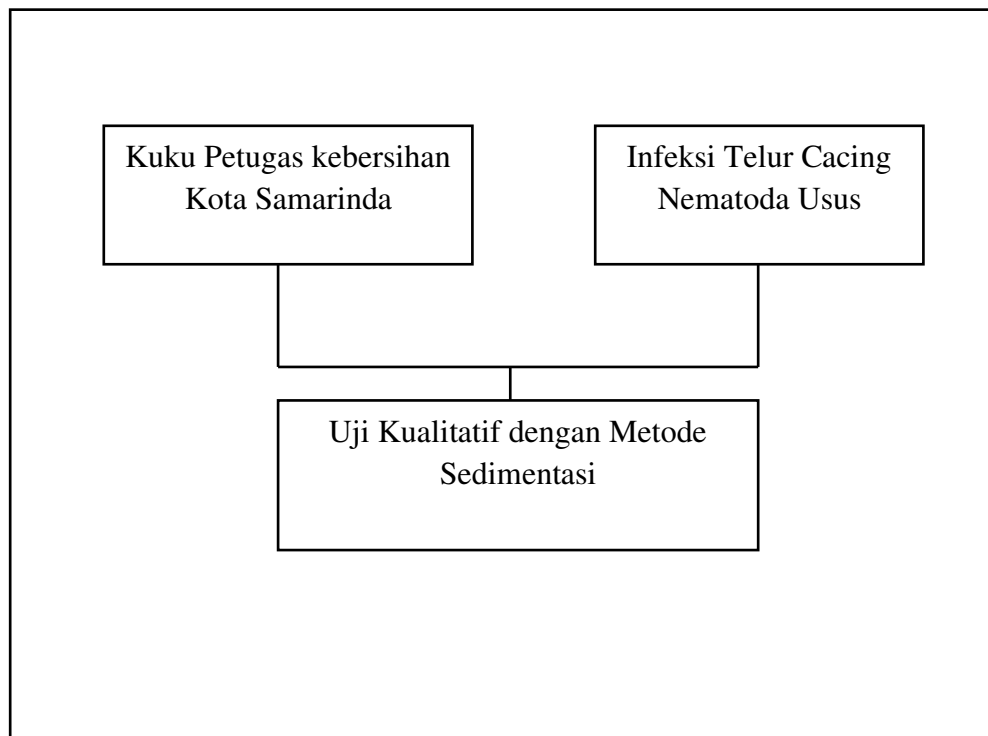 Kuku Petugas kebersihan
Kota Samarinda
Infeksi Telur Cacing
Nematoda Usus
Uji Kualitatif dengan Metode
Sedimentasi